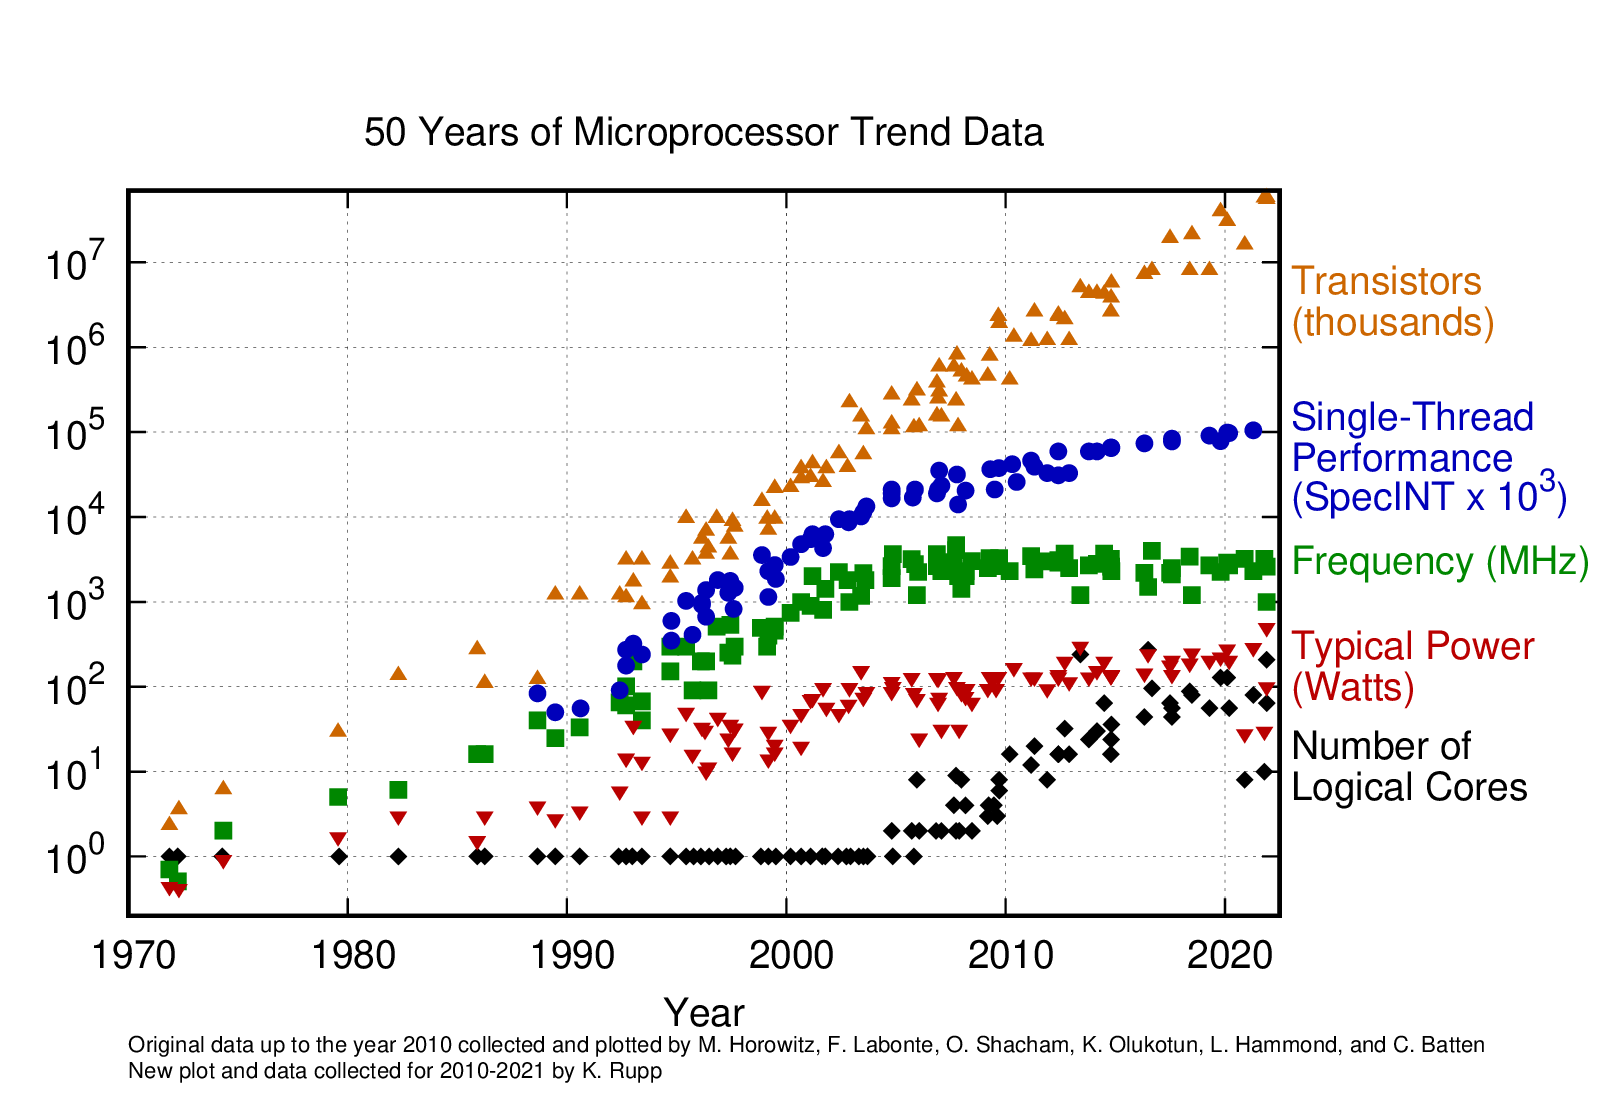 50 Years of Microprocessor Trend Data
10^7
10^6
10^5
10^4
10^3
10^2
10^1
10^0
Transistors
(thousands)
Single-Thread
Performance
(SpecINT x 10^3)
Frequency (MHz)
Typical Power
(Watts)
Number of
Logical Cores
1970 1980 1990 2000 2010 2020
Year
Original data up to the year 2010 collected and plotted by M. Horowitz, F. Labonte, O. Shacham, K. Olukotun, L. Hammond, and C. Batten
New plot and data collected for 2010-2021 by K. Rupp